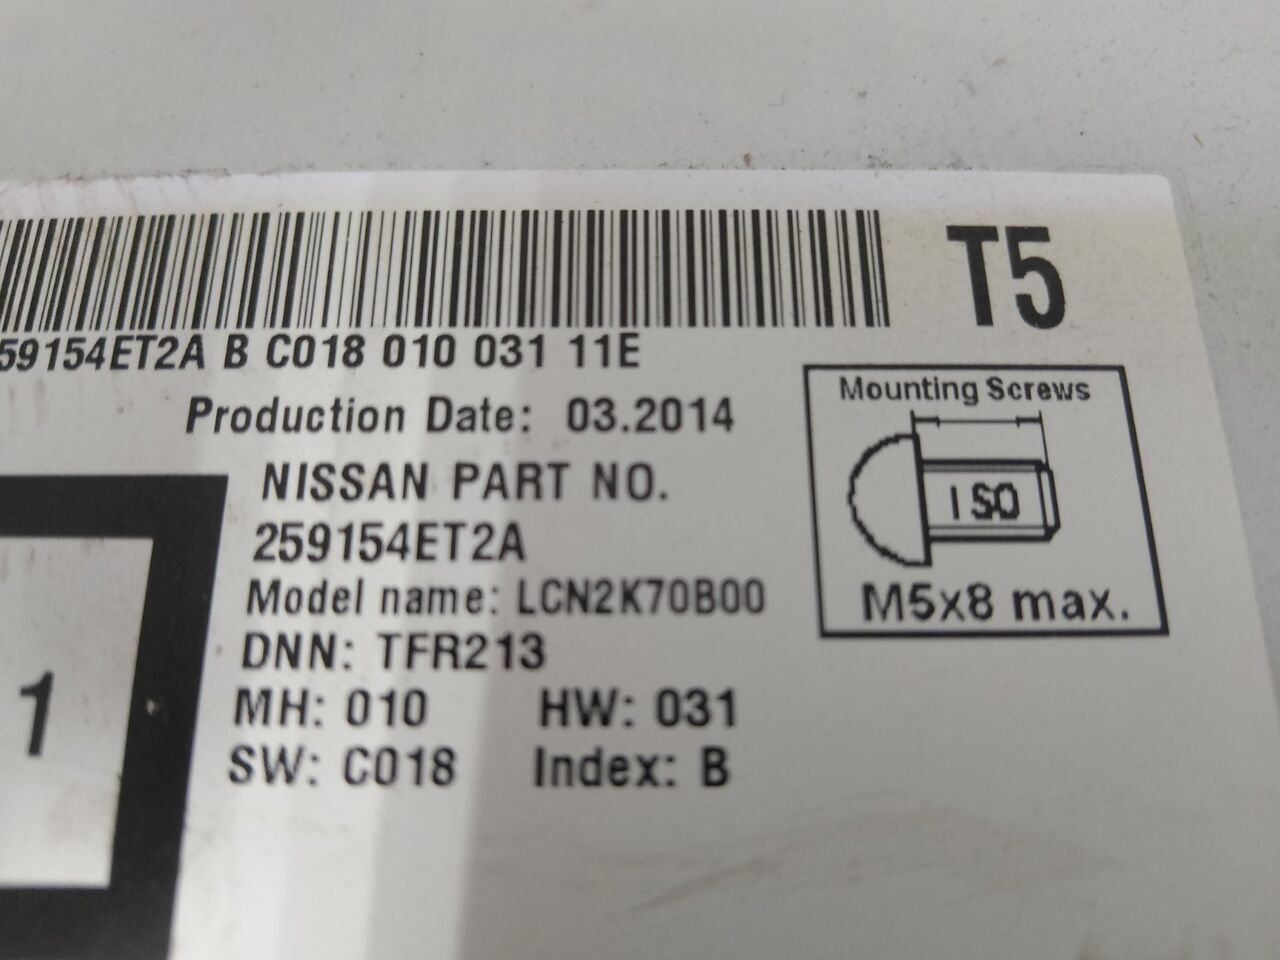 T5
59154ET2A B C018 010 031 11E
Production Date: 03.2014
NISSAN PART NO.
259154ET2A
Model name: LCN2K70B00
DNN: TFR213
MH: 010 HW: 031
SW: C018 Index: B
1
Mounting Screws
ISO
M5x8 max.